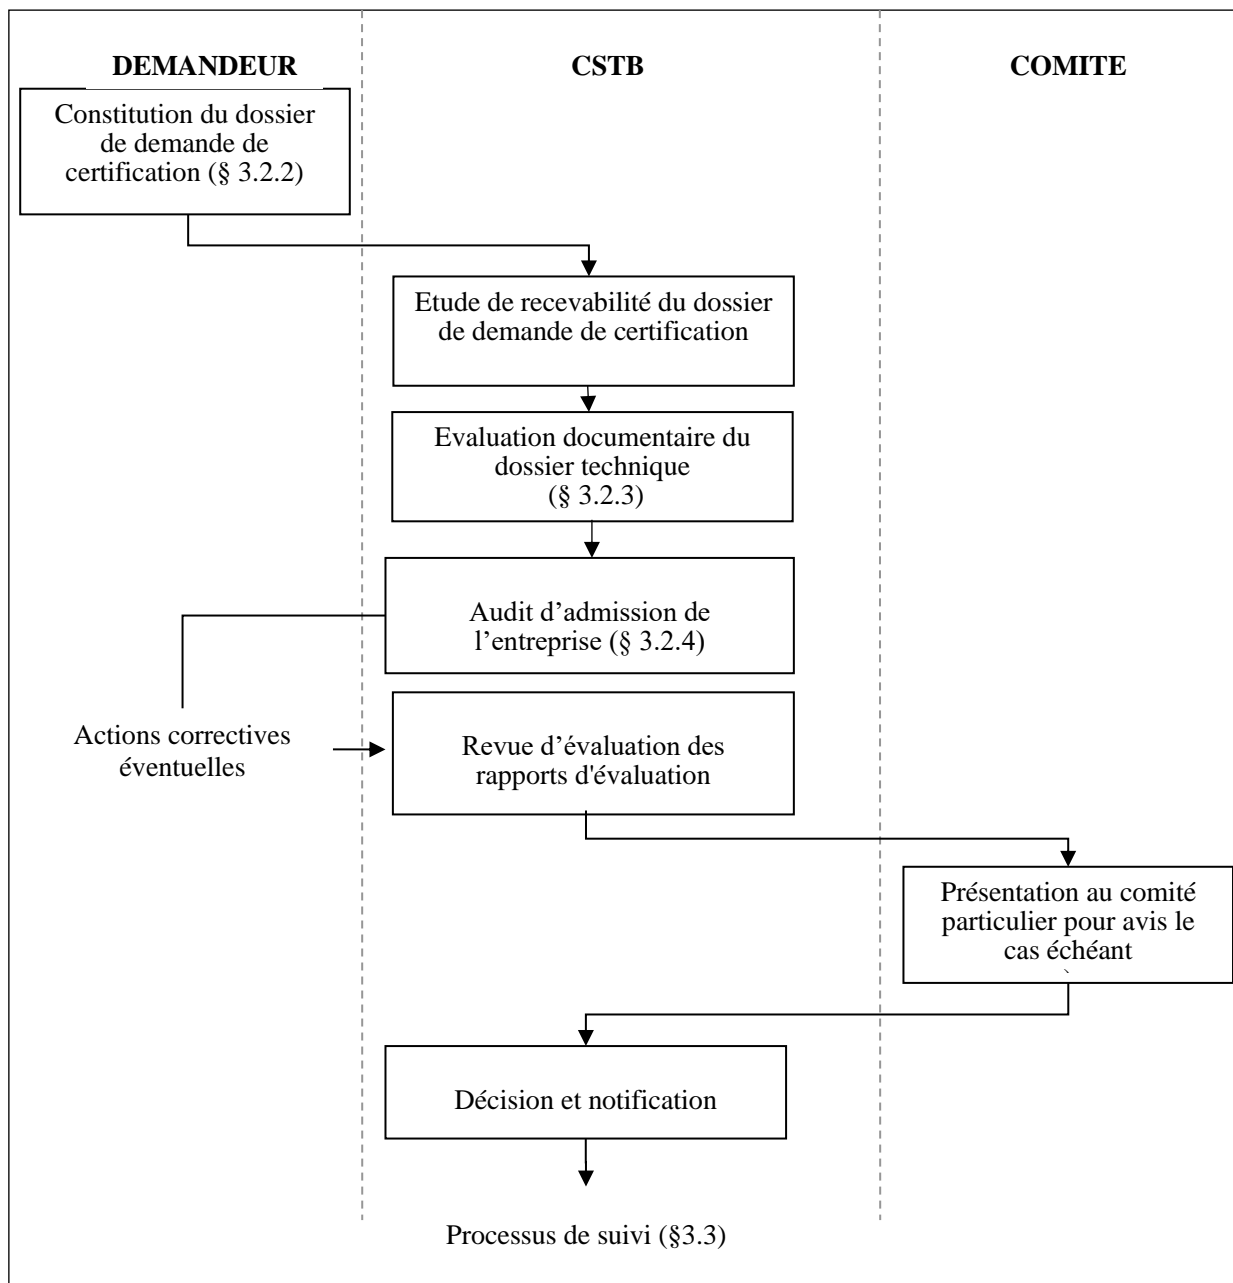 DEMANDEUR
CSTB
COMITE
Constitution du dossier
de demande de
certification (§ 3.2.2)
Etude de recevabilité du dossier
de demande de certification
Evaluation documentaire du
dossier technique
(§ 3.2.3)
Audit d’admission de
l’entreprise (§ 3.2.4)
Actions correctives
éventuelles
Revue d’évaluation des
rapports d'évaluation
Présentation au comité
particulier pour avis le
cas échéant
Décision et notification
Processus de suivi (§3.3)